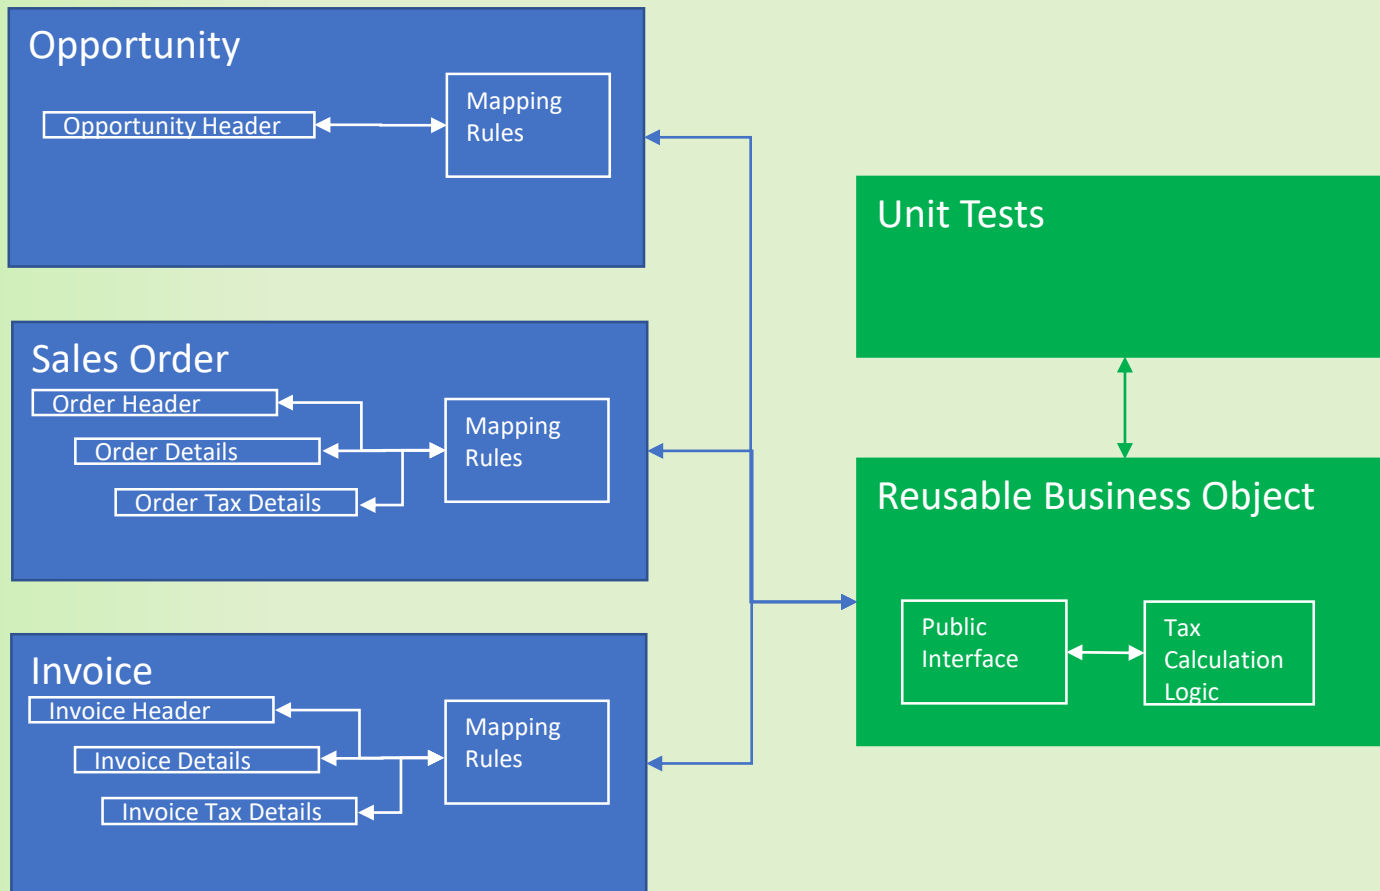 Opportunity
Opportunity Header
Mapping
Rules
Sales Order
Order Header
Order Details
Order Tax Details
Mapping
Rules
Invoice
Invoice Header
Invoice Details
Invoice Tax Details
Mapping
Rules
Unit Tests
Reusable Business Object
Public
Interface
Tax
Calculation
Logic